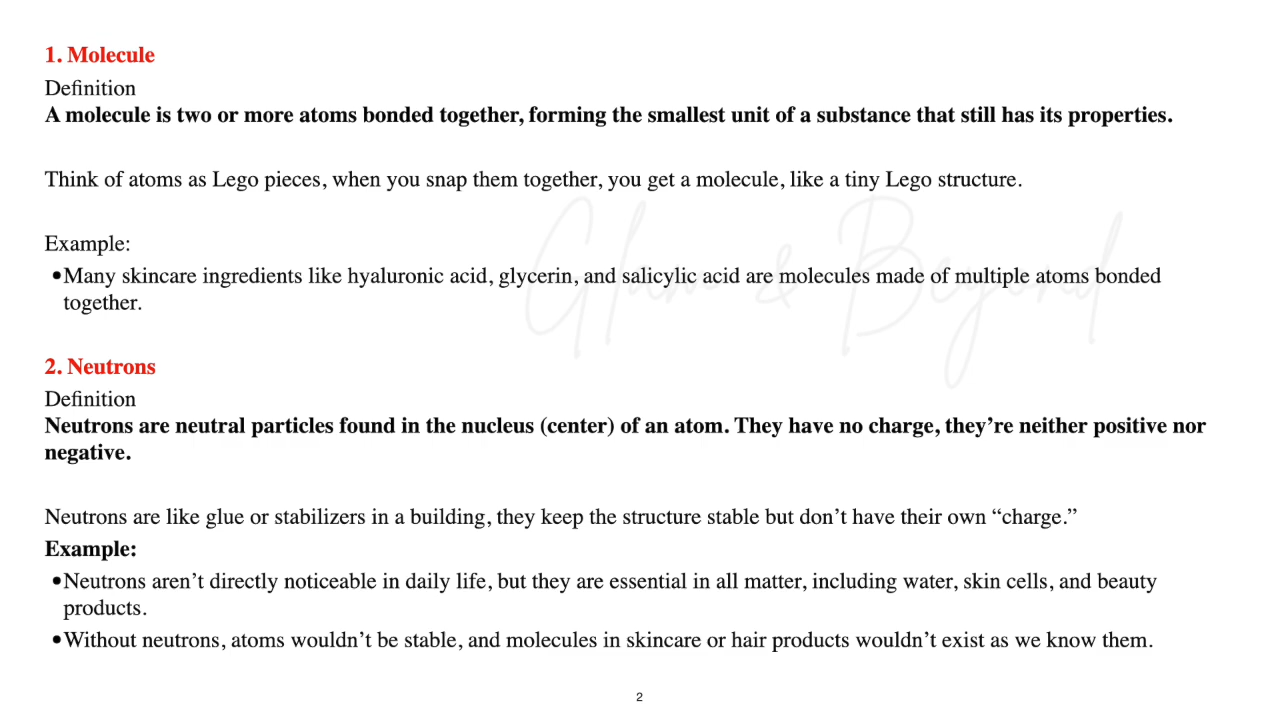 1. Molecule
Definition
A molecule is two or more atoms bonded together, forming the smallest unit of a substance that still has its properties.
Think of atoms as Lego pieces, when you snap them together, you get a molecule, like a tiny Lego structure.
Example:
•Many skincare ingredients like hyaluronic acid, glycerin, and salicylic acid are molecules made of multiple atoms bonded
together.
Glam & Beyond
2. Neutrons
Definition
Neutrons are neutral particles found in the nucleus (center) of an atom. They have no charge, they’re neither positive nor
negative.
Neutrons are like glue or stabilizers in a building, they keep the structure stable but don’t have their own “charge.”
Example:
•Neutrons aren’t directly noticeable in daily life, but they are essential in all matter, including water, skin cells, and beauty
products.
•Without neutrons, atoms wouldn’t be stable, and molecules in skincare or hair products wouldn’t exist as we know them.
2